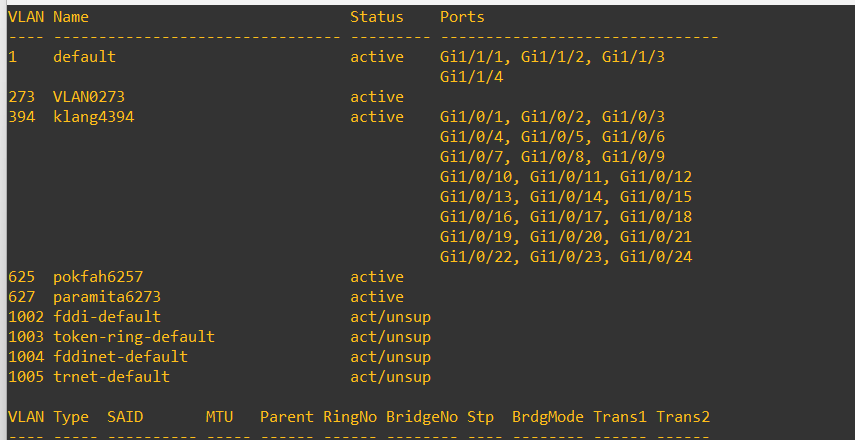 VLAN Name                             Status    Ports
---- -------------------------------- --------- -------------------------------
1    default                          active    Gi1/1/1, Gi1/1/2, Gi1/1/3
                                                Gi1/1/4
273  VLAN0273                         active
394  klang4394                        active    Gi1/0/1, Gi1/0/2, Gi1/0/3
                                                Gi1/0/4, Gi1/0/5, Gi1/0/6
                                                Gi1/0/7, Gi1/0/8, Gi1/0/9
                                                Gi1/0/10, Gi1/0/11, Gi1/0/12
                                                Gi1/0/13, Gi1/0/14, Gi1/0/15
                                                Gi1/0/16, Gi1/0/17, Gi1/0/18
                                                Gi1/0/19, Gi1/0/20, Gi1/0/21
                                                Gi1/0/22, Gi1/0/23, Gi1/0/24
625  pokfah6257                       active
627  paramita6273                     active
1002 fddi-default                     act/unsup
1003 token-ring-default               act/unsup
1004 fddinet-default                  act/unsup
1005 trnet-default                    act/unsup

VLAN Type  SAID       MTU   Parent RingNo BridgeNo Stp  BrdgMode Trans1 Trans2
---- ----- ---------- ----- ------ ------ -------- ---- -------- ------ ------